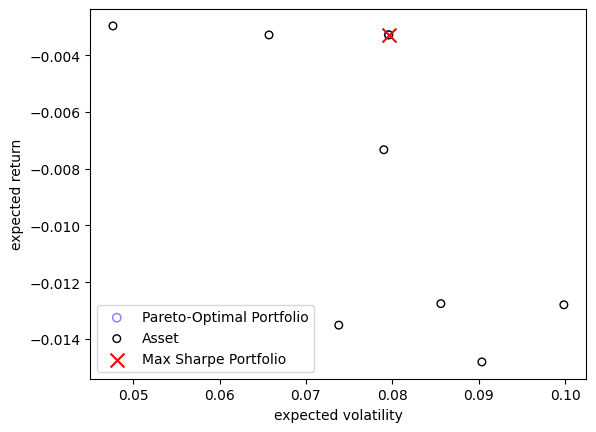 −0.004
−0.006
−0.008
−0.010
−0.012
−0.014
expected return
Pareto-Optimal Portfolio
Asset
Max Sharpe Portfolio
0.05 0.06 0.07 0.08 0.09 0.10
expected volatility